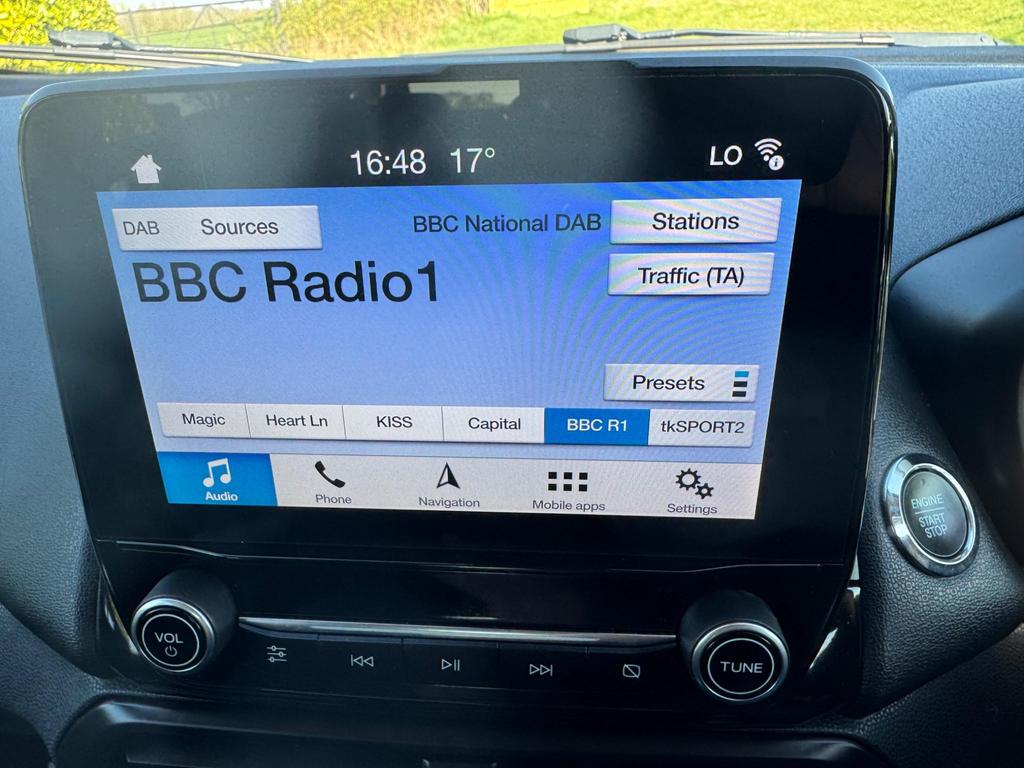 16:48 17° LO
DAB Sources BBC National DAB Stations
BBC Radio1 Traffic (TA)
Presets
Magic Heart Ln KISS Capital BBC R1 tkSPORT2
Audio Phone Navigation Mobile apps Settings
ENGINE
START
STOP
VOL
TUNE